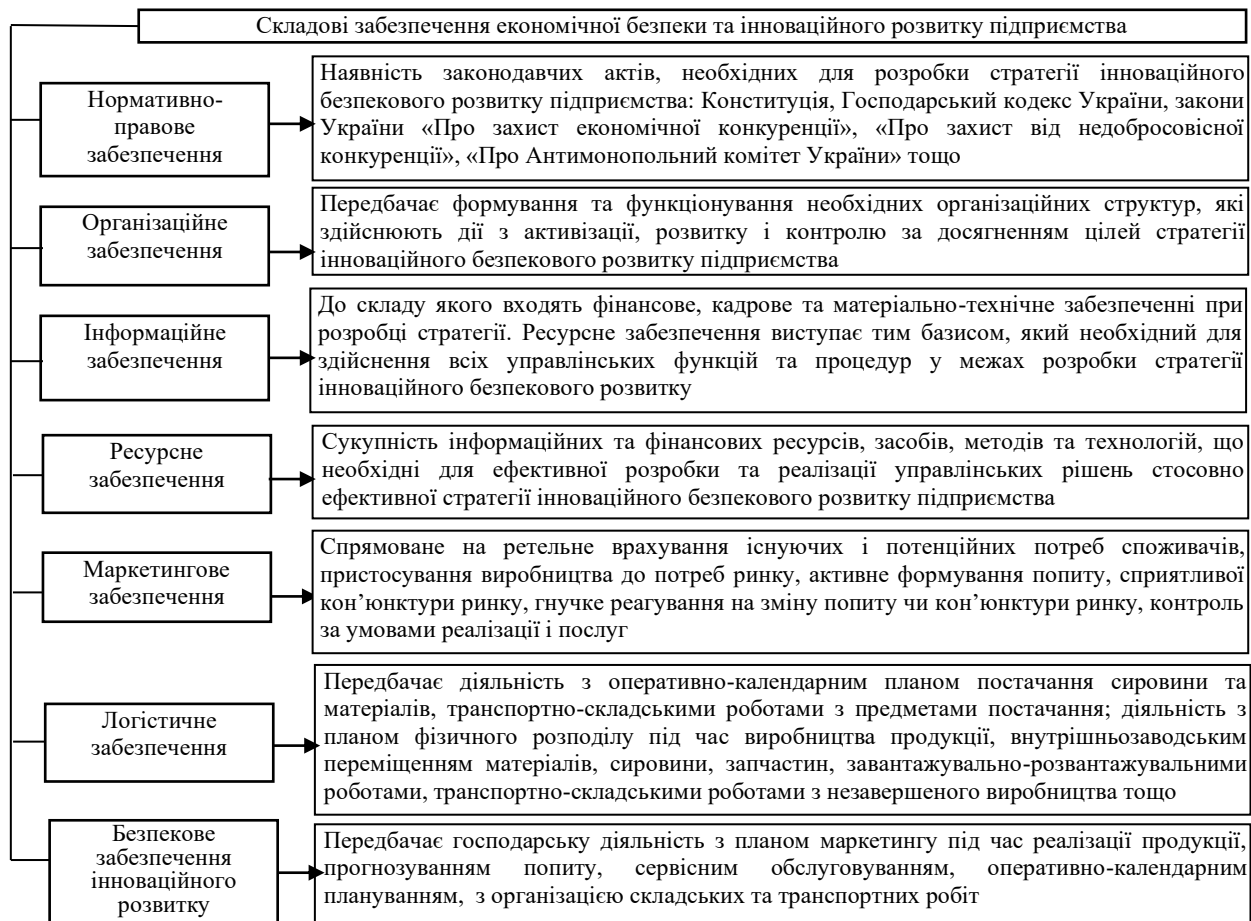 Складові забезпечення економічної безпеки та інноваційного розвитку підприємства
Нормативно-
правове
забезпечення
Наявність законодавчих актів, необхідних для розробки стратегії інноваційного
безпекового розвитку підприємства: Конституція, Господарський кодекс України, закони
України «Про захист економічної конкуренції», «Про захист від недобросовісної
конкуренції», «Про Антимонопольний комітет України» тощо
Організаційне
забезпечення
Передбачає формування та функціонування необхідних організаційних структур, які
здійснюють дії з активізації, розвитку і контролю за досягненням цілей стратегії
інноваційного безпекового розвитку підприємства
Інформаційне
забезпечення
До складу якого входять фінансове, кадрове та матеріально-технічне забезпеченні при
розробці стратегії. Ресурсне забезпечення виступає тим базисом, який необхідний для
здійснення всіх управлінських функцій та процедур у межах розробки стратегії
інноваційного безпекового розвитку
Ресурсне
забезпечення
Сукупність інформаційних та фінансових ресурсів, засобів, методів та технологій, що
необхідні для ефективної розробки та реалізації управлінських рішень стосовно
ефективної стратегії інноваційного безпекового розвитку підприємства
Маркетингове
забезпечення
Спрямоване на ретельне врахування існуючих і потенційних потреб споживачів,
пристосування виробництва до потреб ринку, активне формування попиту, сприятливої
кон’юнктури ринку, гнучке реагування на зміну попиту чи кон’юнктури ринку, контроль
за умовами реалізації і послуг
Логістичне
забезпечення
Передбачає діяльність з оперативно-календарним планом постачання сировини та
матеріалів, транспортно-складськими роботами з предметами постачання; діяльність з
планом фізичного розподілу під час виробництва продукції, внутрішньозаводським
переміщенням матеріалів, сировини, запчастин, завантажувально-розвантажувальними
роботами, транспортно-складськими роботами з незавершеного виробництва тощо
Безпекове
забезпечення
інноваційного
розвитку
Передбачає господарську діяльність з планом маркетингу під час реалізації продукції,
прогнозуванням попиту, сервісним обслуговуванням, оперативно-календарним
плануванням, з організацією складських та транспортних робіт